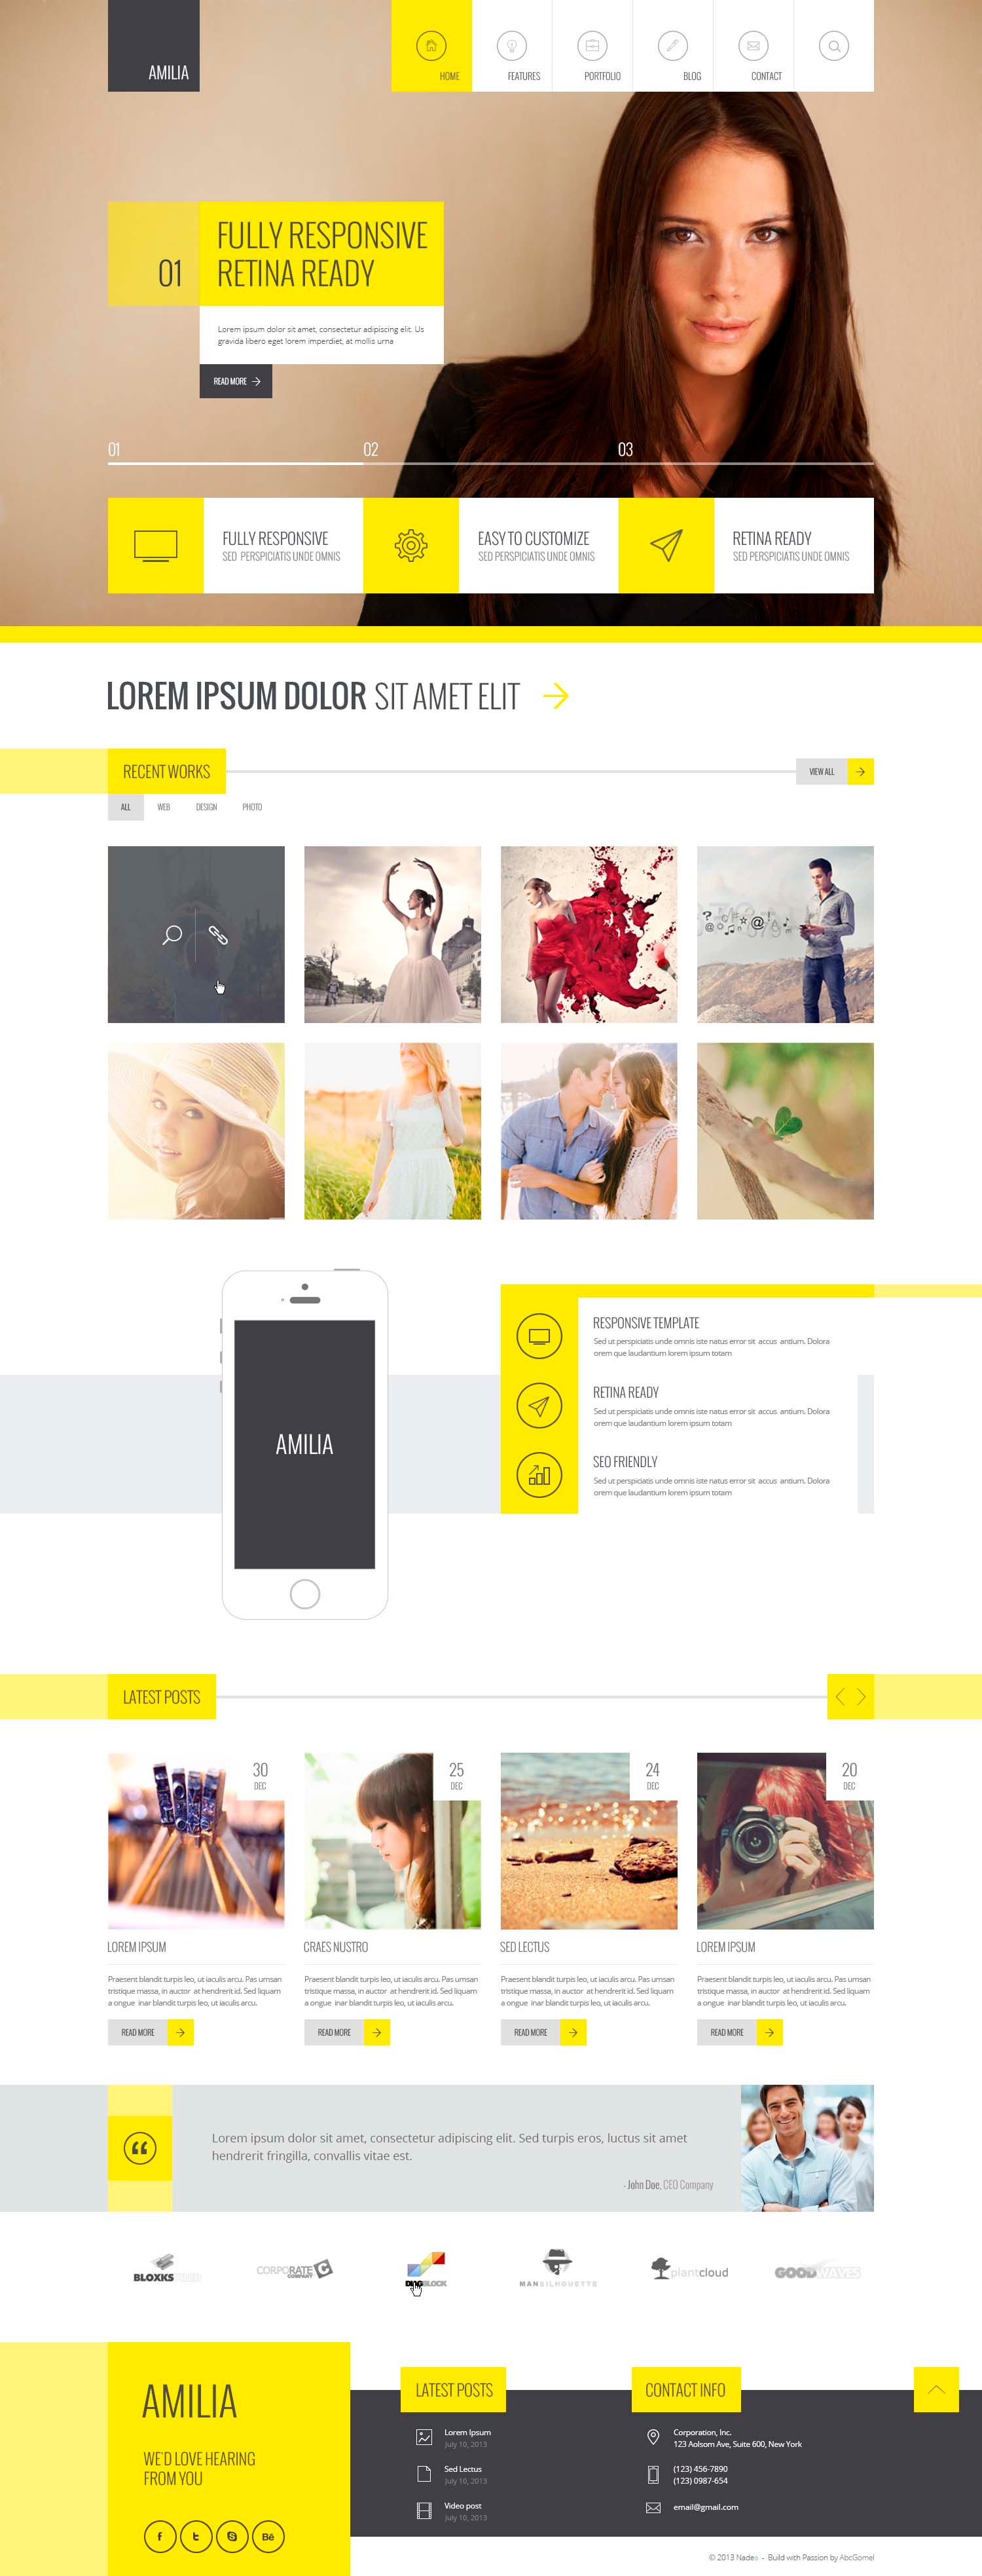 AMILIA
HOME
FEATURES
PORTFOLIO
BLOG
CONTACT
01
FULLY RESPONSIVE
RETINA READY
Lorem ipsum dolor sit amet, consectetur adipiscing elit. Us
gravida libero eget lorem imperdiet, at mollis urna
READ MORE
01
02
03
FULLY RESPONSIVE
SED PERSPICIATIS UNDE OMNIS
EASY TO CUSTOMIZE
SED PERSPICIATIS UNDE OMNIS
RETINA READY
SED PERSPICIATIS UNDE OMNIS
LOREM IPSUM DOLOR SIT AMET ELIT
RECENT WORKS
VIEW ALL
ALL
WEB
DESIGN
PHOTO
AMILIA
RESPONSIVE TEMPLATE
Sed ut perspiciatis unde omnis iste natus error sit accus antium. Dolora
orem que laudantium lorem ipsum totam
RETINA READY
Sed ut perspiciatis unde omnis iste natus error sit accus antium. Dolora
orem que laudantium lorem ipsum totam
SEO FRIENDLY
Sed ut perspiciatis unde omnis iste natus error sit accus antium. Dolora
orem que laudantium lorem ipsum totam
LATEST POSTS
30
DEC
25
DEC
24
DEC
20
DEC
LOREM IPSUM
Praesent blandit turpis leo, ut iaculis arcu. Pas umsan
tristique massa, in auctor at hendrerit id. Sed liquam
a ongue inar blandit turpis leo, ut iaculis arcu.
READ MORE
CRAES NUSTRO
Praesent blandit turpis leo, ut iaculis arcu. Pas umsan
tristique massa, in auctor at hendrerit id. Sed liquam
a ongue inar blandit turpis leo, ut iaculis arcu.
READ MORE
SED LECTUS
Praesent blandit turpis leo, ut iaculis arcu. Pas umsan
tristique massa, in auctor at hendrerit id. Sed liquam
a ongue inar blandit turpis leo, ut iaculis arcu.
READ MORE
LOREM IPSUM
Praesent blandit turpis leo, ut iaculis arcu. Pas umsan
tristique massa, in auctor at hendrerit id. Sed liquam
a ongue inar blandit turpis leo, ut iaculis arcu.
READ MORE
Lorem ipsum dolor sit amet, consectetur adipiscing elit. Sed turpis eros, luctus sit amet
hendrerit fringilla, convallis vitae est.
- John Doe, CEO Company
BLOXKS
CORPORATE
COMPANY
MANSILHOUETTE
plantcloud
GOODWAVES
AMILIA
WE'D LOVE HEARING
FROM YOU
LATEST POSTS
Lorem Ipsum
July 10, 2013
Sed Lectus
July 10, 2013
Video post
July 10, 2013
CONTACT INFO
Corporation, Inc.
123 Aolsom Ave, Suite 600, New York
(123) 456-7890
(123) 0987-654
email@gmail.com
© 2013 Nades - Build with Passion by AbcGomel